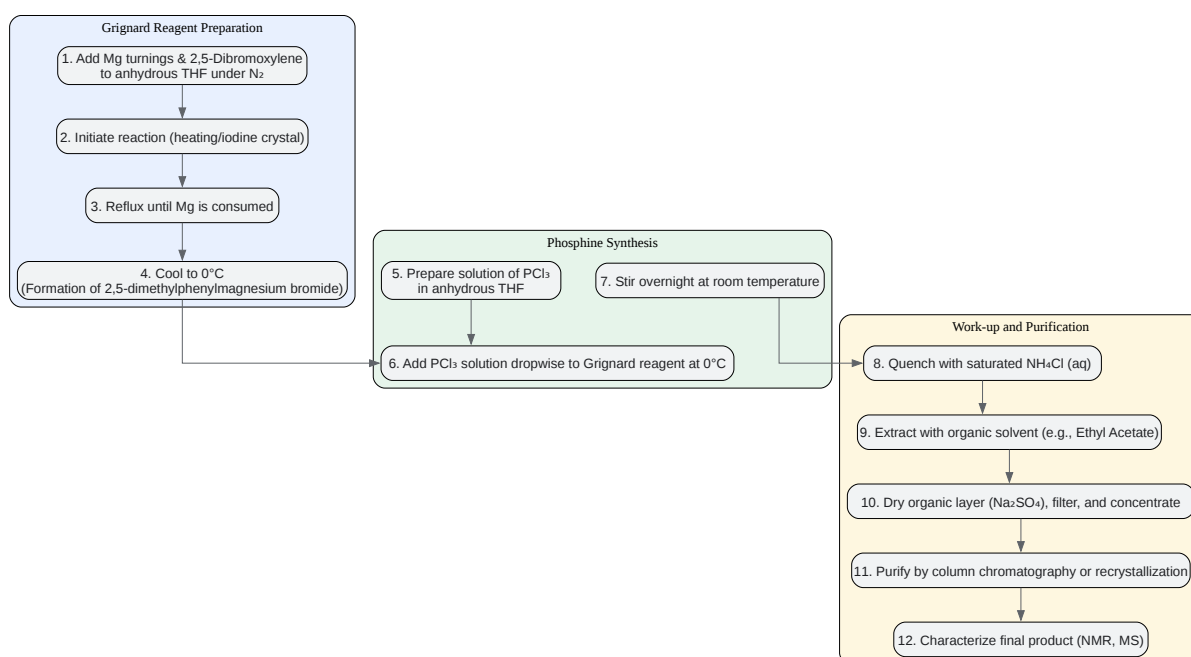 Grignard Reagent Preparation
1. Add Mg turnings & 2,5-Dibromoxylene
to anhydrous THF under N₂
2. Initiate reaction (heating/iodine crystal)
3. Reflux until Mg is consumed
4. Cool to 0°C
(Formation of 2,5-dimethylphenylmagnesium bromide)
Phosphine Synthesis
5. Prepare solution of PCl₃
in anhydrous THF
7. Stir overnight at room temperature
6. Add PCl₃ solution dropwise to Grignard reagent at 0°C
Work-up and Purification
8. Quench with saturated NH₄Cl (aq)
9. Extract with organic solvent (e.g., Ethyl Acetate)
10. Dry organic layer (Na₂SO₄), filter, and concentrate
11. Purify by column chromatography or recrystallization
12. Characterize final product (NMR, MS)